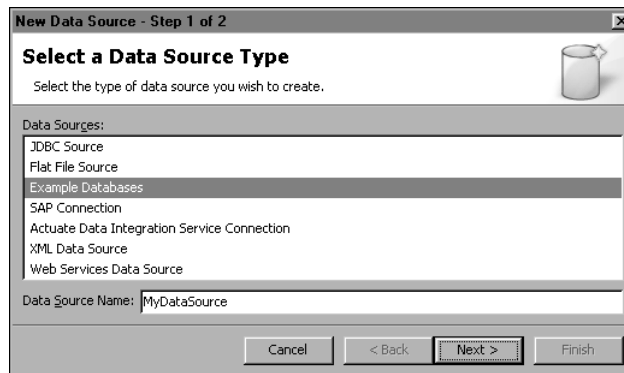 New Data Source - Step 1 of 2
Select a Data Source Type
Select the type of data source you wish to create.
Data Sources:
JDBC Source
Flat File Source
Example Databases
SAP Connection
Actuate Data Integration Service Connection
XML Data Source
Web Services Data Source
Data Source Name: MyDataSource
Cancel < Back Next > Finish